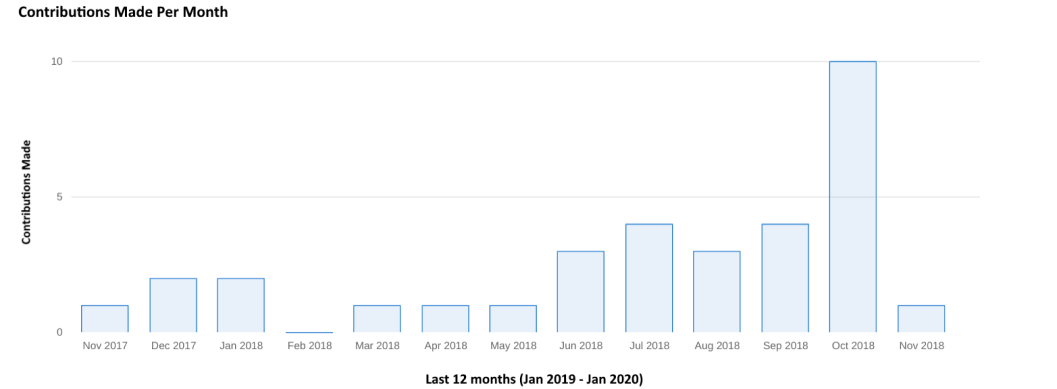 Contributions Made Per Month
10
5
0
Contributions Made
Nov 2017 Dec 2017 Jan 2018 Feb 2018 Mar 2018 Apr 2018 May 2018 Jun 2018 Jul 2018 Aug 2018 Sep 2018 Oct 2018 Nov 2018
Last 12 months (Jan 2019 - Jan 2020)